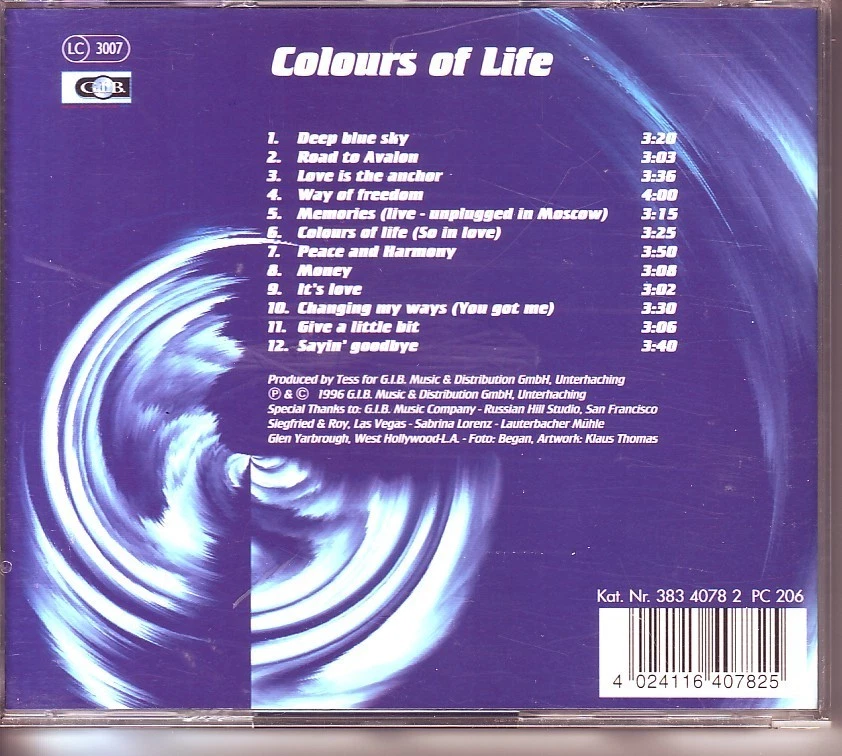 LC 3007
G.I.B.
Colours of Life
1. Deep blue sky 3:20
2. Road to Avalon 3:03
3. Love is the anchor 3:36
4. Way of freedom 4:00
5. Memories (live - unplugged in Moscow) 3:15
6. Colours of life (So in love) 3:25
7. Peace and Harmony 3:50
8. Money 3:08
9. It's love 3:02
10. Changing my ways (You got me) 3:30
11. Give a little bit 3:06
12. Sayin' goodbye 3:40
Produced by Tess for G.I.B. Music & Distribution GmbH, Unterhaching
℗ & © 1996 G.I.B. Music & Distribution GmbH, Unterhaching
Special Thanks to: G.I.B. Music Company - Russian Hill Studio, San Francisco
Siegfried & Roy, Las Vegas - Sabrina Lorenz - Lauterbacher Mühle
Glen Yarbrough, West Hollywood-L.A. - Foto: Began, Artwork: Klaus Thomas
Kat. Nr. 383 4078 2 PC 206
4 024116 407825